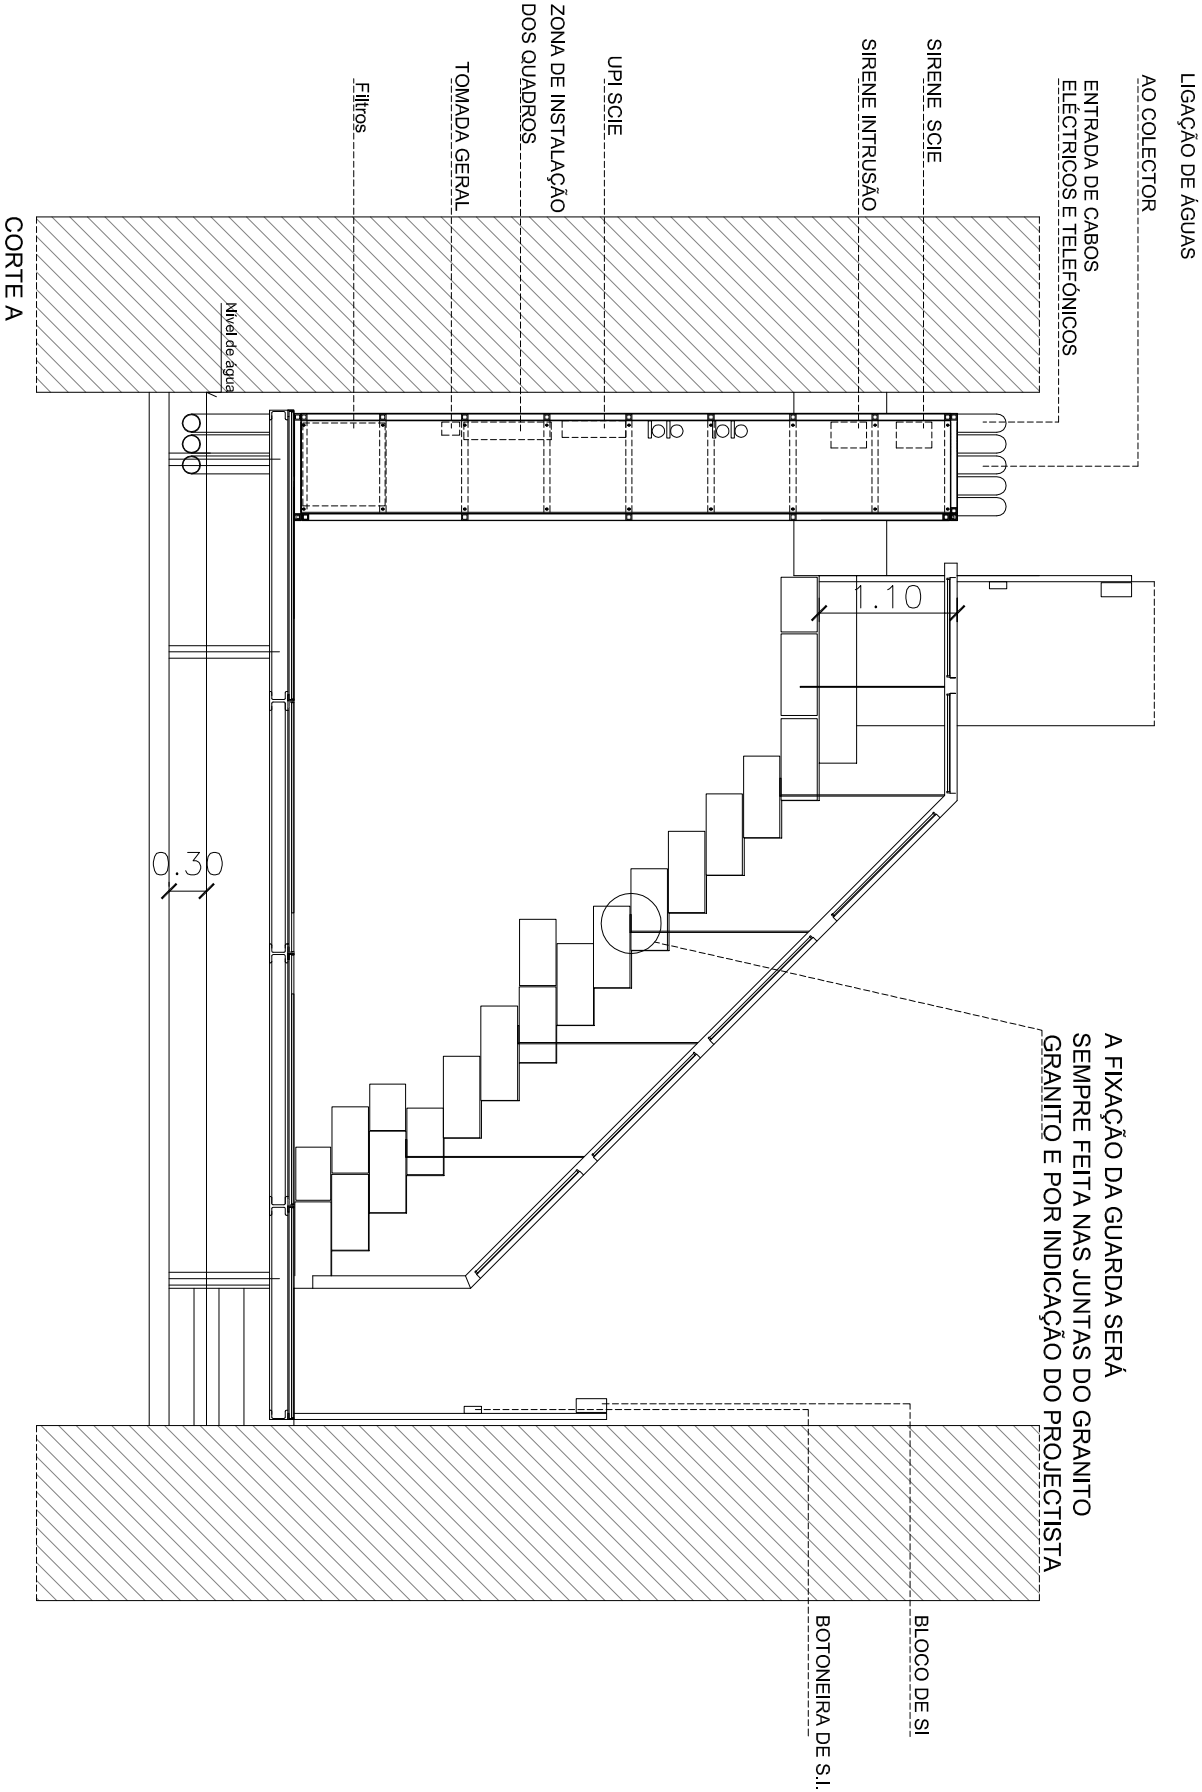 LIGAÇÃO DE ÁGUAS
AO COLECTOR
ENTRADA DE CABOS
ELÉCTRICOS E TELEFÓNICOS
SIRENE SCIE
SIRENE INTRUSÃO
UPI SCIE
ZONA DE INSTALAÇÃO
DOS QUADROS
TOMADA GERAL
Filtros
Nível de água
1.10
0.30
A FIXAÇÃO DA GUARDA SERÁ
SEMPRE FEITA NAS JUNTAS DO GRANITO
GRANITO E POR INDICAÇÃO DO PROJECTISTA
BLOCO DE SI
BOTONEIRA DE S.I.
CORTE A